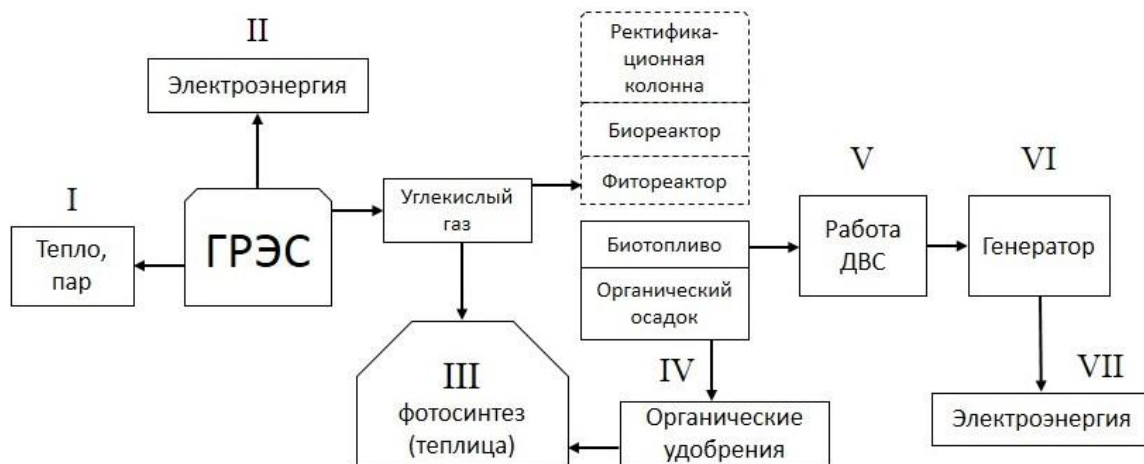 II
Электроэнергия
I
Тепло,
пар
ГРЭС
Углекислый
газ
Ректифика-
ционная
колонна
Биореактор
Фитореактор
Биотопливо
Органический
осадок
V
Работа
ДВС
VI
Генератор
III
фотосинтез
(теплица)
IV
Органические
удобрения
VII
Электроэнергия